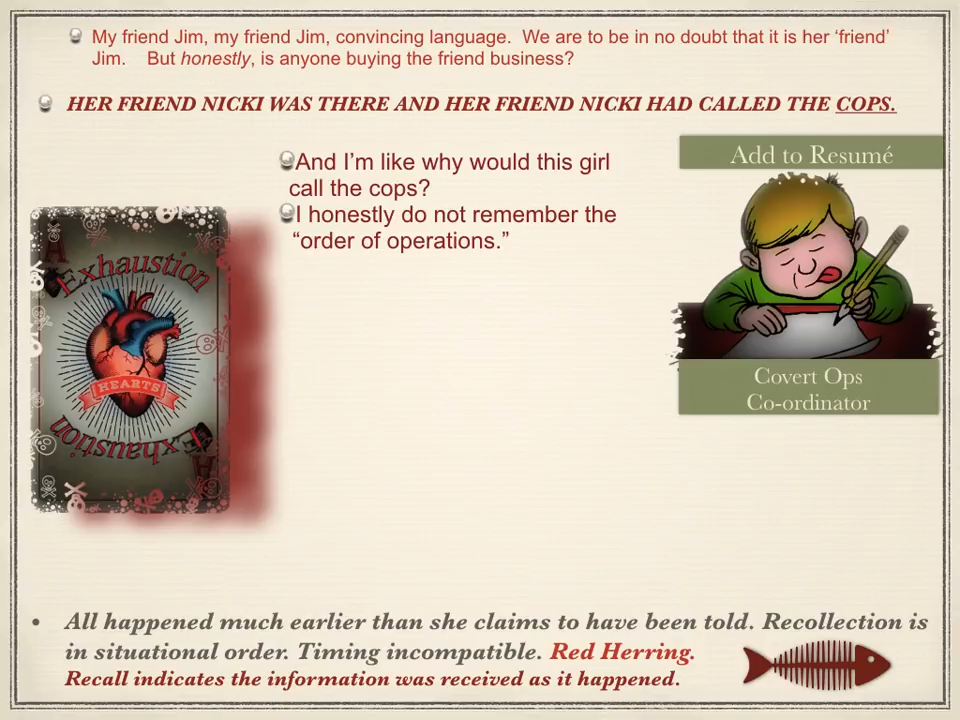 My friend Jim, my friend Jim, convincing language.  We are to be in no doubt that it is her ‘friend’
Jim.    But honestly, is anyone buying the friend business?
HER FRIEND NICKI WAS THERE AND HER FRIEND NICKI HAD CALLED THE COPS.
And I’m like why would this girl
call the cops?
I honestly do not remember the
“order of operations.”
Add to Resumé
Covert Ops
Co-ordinator
A
Exhaustion
HEARTS
Exhaustion
A
• All happened much earlier than she claims to have been told. Recollection is
in situational order. Timing incompatible. Red Herring.
Recall indicates the information was received as it happened.